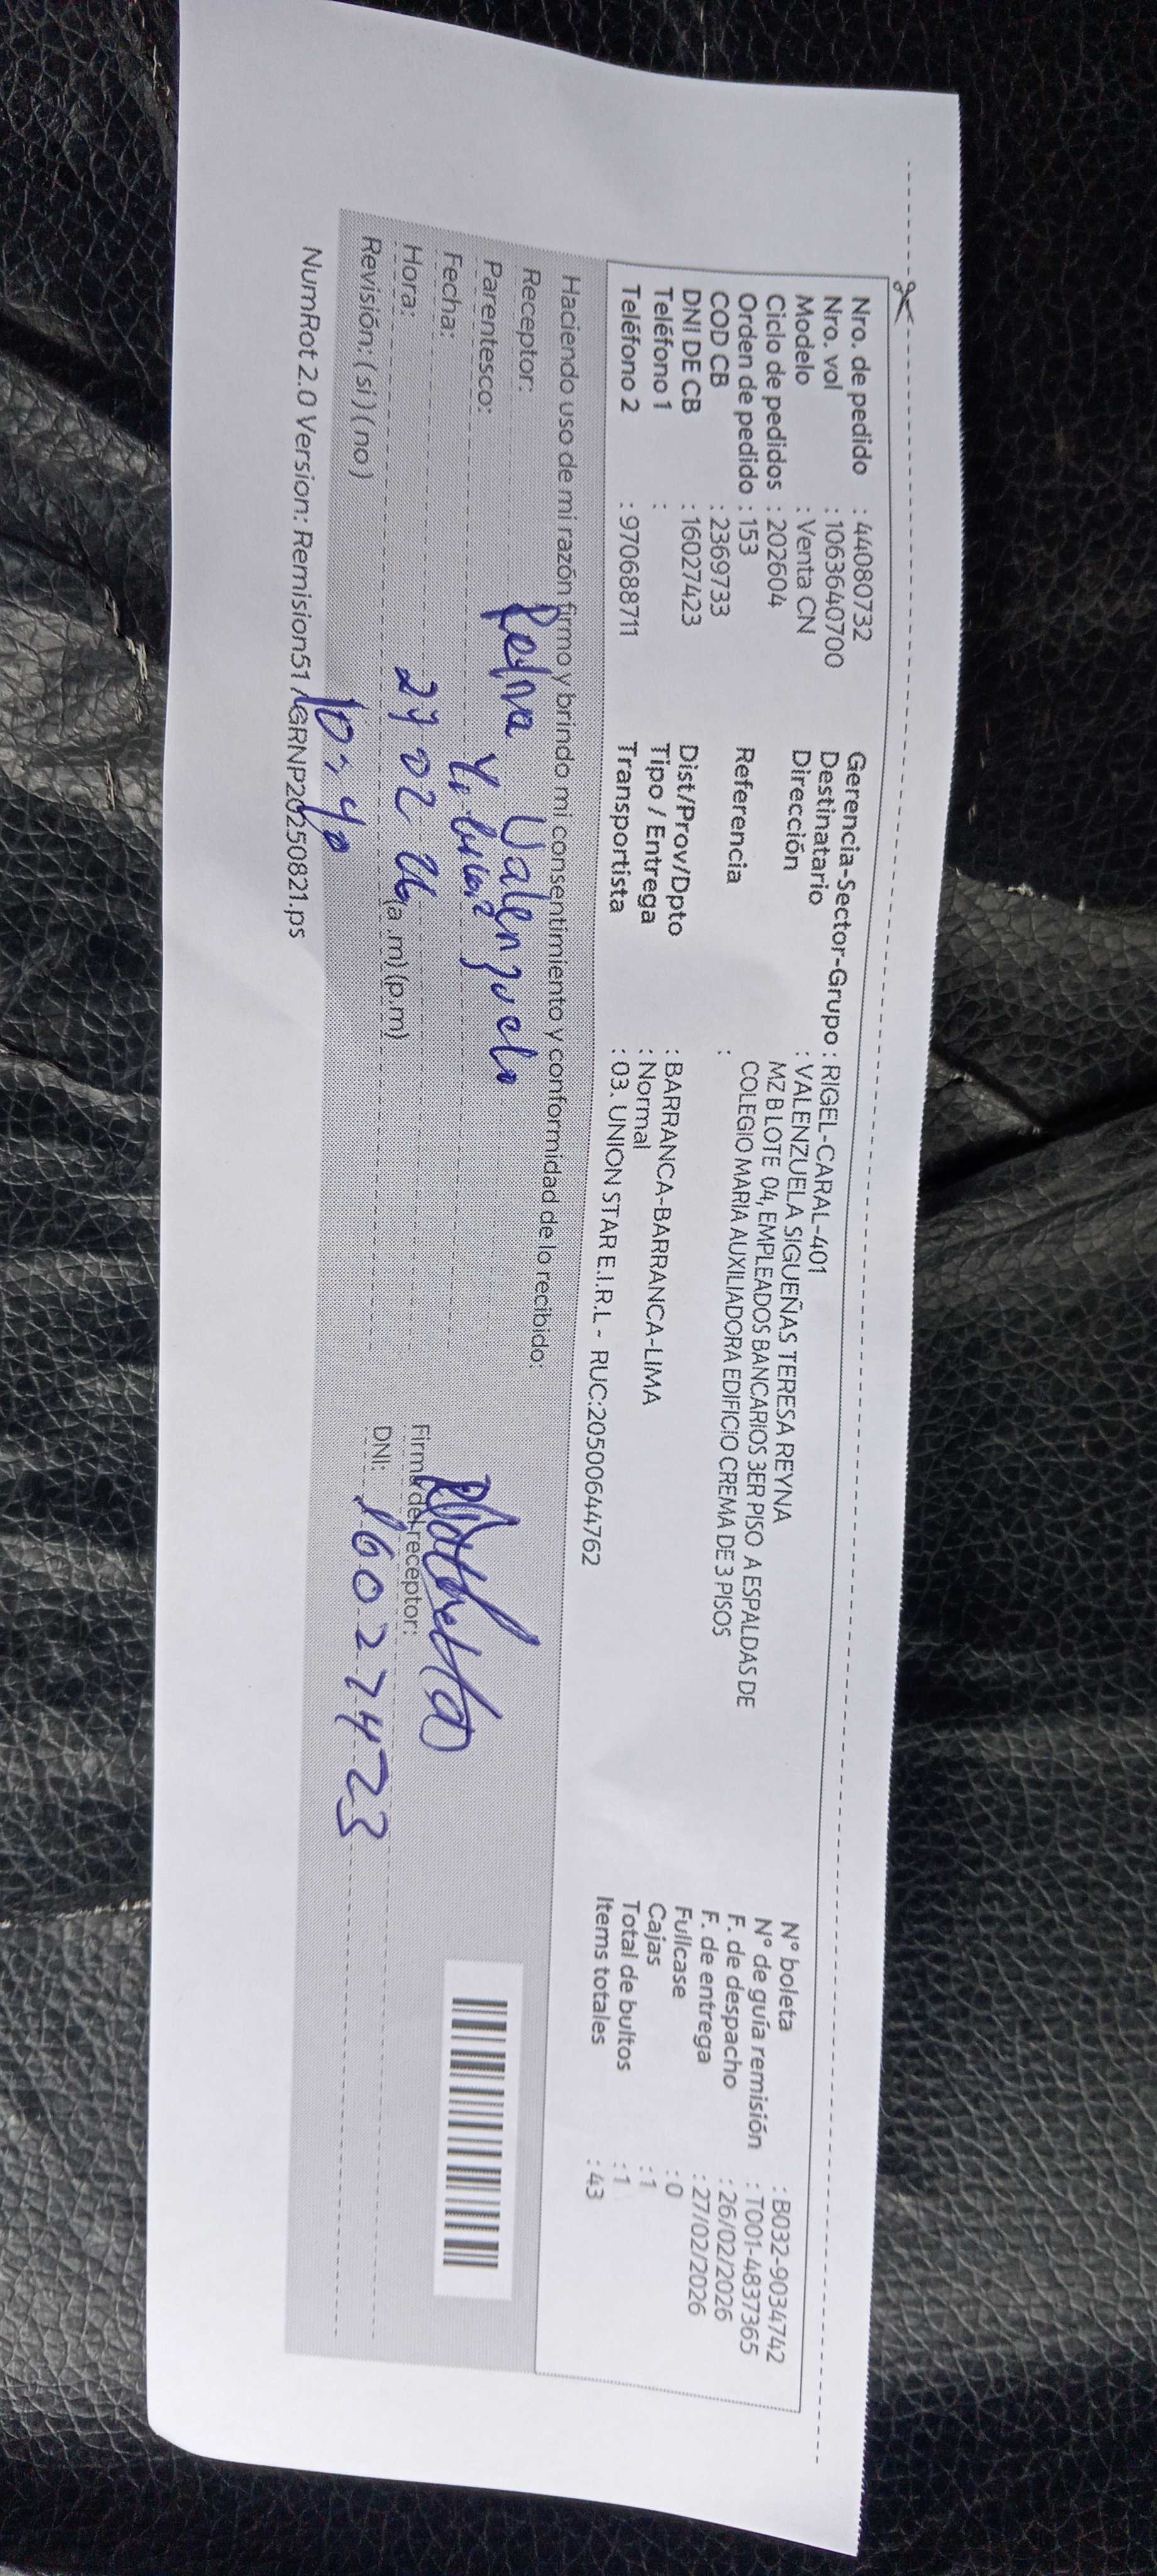 Nro. de pedido : 44080732
Nro. vol : 1063640700
Modelo : Venta CN
Ciclo de pedidos : 202604
Orden de pedido : 153
COD CB : 2369733
DNI DE CB : 16027423
Teléfono 1 :
Teléfono 2 : 970688711
Gerencia-Sector-Grupo : RIGEL-CARAL-401
Destinatario : VALENZUELA SIGUEÑAS TERESA REYNA
Dirección MZ B LOTE 04, EMPLEADOS BANCARIOS 3ER PISO A ESPALDAS DE
COLEGIO MARIA AUXILIADORA EDIFICIO CREMA DE 3 PISOS
Referencia :
Dist/Prov/Dpto : BARRANCA-BARRANCA-LIMA
Tipo / Entrega : Normal
Transportista : 03. UNION STAR E.I.R.L - RUC:20500644762
N° boleta : B032-9034742
N° de guía remisión : T001-4837365
F. de despacho : 26/02/2026
F. de entrega : 27/02/2026
Fullcase : 0
Cajas : 1
Total de bultos : 1
Items totales : 43
Haciendo uso de mi razón firmo y brindo mi consentimiento y conformidad de lo recibido:
Receptor: Reyna Valenzuela
Parentesco:
Fecha: 27 02 26
Hora: (a.m) (p.m) 10:40
Revisión: (si) (no)
Firma del receptor:
DNI: 16027423
NumRot 2.0 Version: Remision51 / GRNP20250821.ps